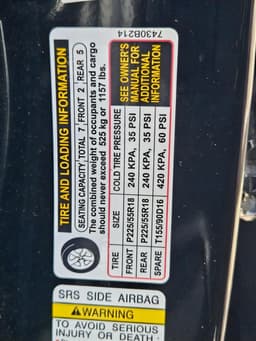 7430B214
TIRE AND LOADING INFORMATION
SEATING CAPACITY TOTAL 7 FRONT 2 REAR 5
The combined weight of occupants and cargo
should never exceed 525 kg or 1157 lbs.
TIRE SIZE COLD TIRE PRESSURE
FRONT P225/55R18 240 KPA, 35 PSI
REAR P225/55R18 240 KPA, 35 PSI
SPARE T155/90D16 420 KPA, 60 PSI
SEE OWNER'S
MANUAL FOR
ADDITIONAL
INFORMATION
SRS SIDE AIRBAG
WARNING
TO AVOID SERIOUS
INJURY OR DEATH: